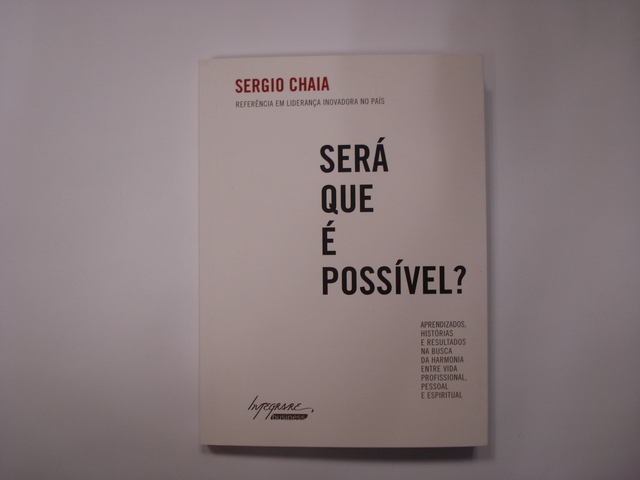 SERGIO CHAIA
REFERÊNCIA EM LIDERANÇA INOVADORA NO PAÍS
SERÁ
QUE
É
POSSÍVEL?
APRENDIZADOS,
HISTÓRIAS
E RESULTADOS
NA BUSCA
DA HARMONIA
ENTRE VIDA
PROFISSIONAL,
PESSOAL
E ESPIRITUAL
Integrare
business